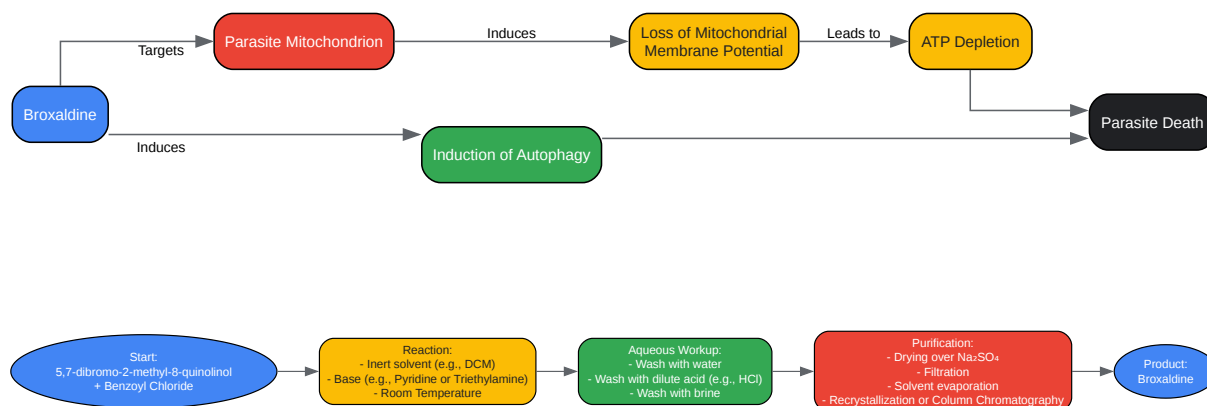 Parasite Mitochondrion
Induces
Loss of Mitochondrial
Membrane Potential
Leads to
ATP Depletion
Targets
Broxaldine
Induces
Induction of Autophagy
Parasite Death
Start:
5,7-dibromo-2-methyl-8-quinolinol
+ Benzoyl Chloride
Reaction:
- Inert solvent (e.g., DCM)
- Base (e.g., Pyridine or Triethylamine)
- Room Temperature
Aqueous Workup:
- Wash with water
- Wash with dilute acid (e.g., HCl)
- Wash with brine
Purification:
- Drying over Na₂SO₄
- Filtration
- Solvent evaporation
- Recrystallization or Column Chromatography
Product:
Broxaldine